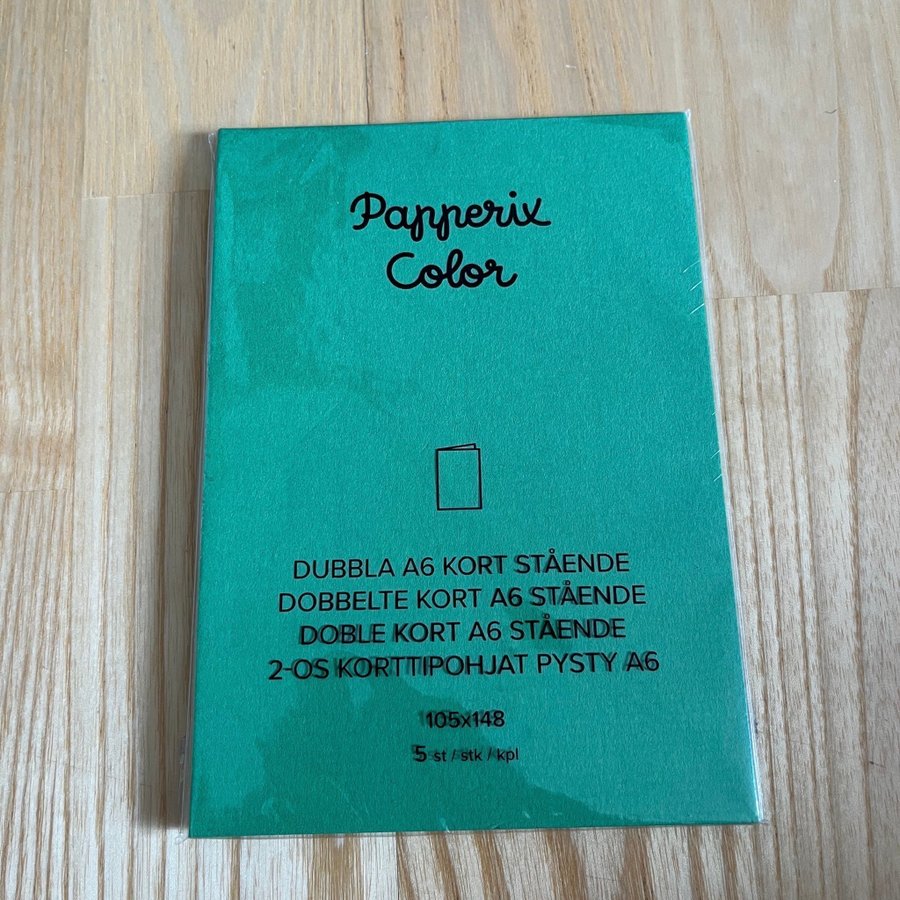 Papperix
Color
DUBBLA A6 KORT STÅENDE
DOBBELTE KORT A6 STÅENDE
DOBLE KORT A6 STÅENDE
2-OS KORTTIPOHJAT PYSTY A6
105x148
5 st / stk / kpl